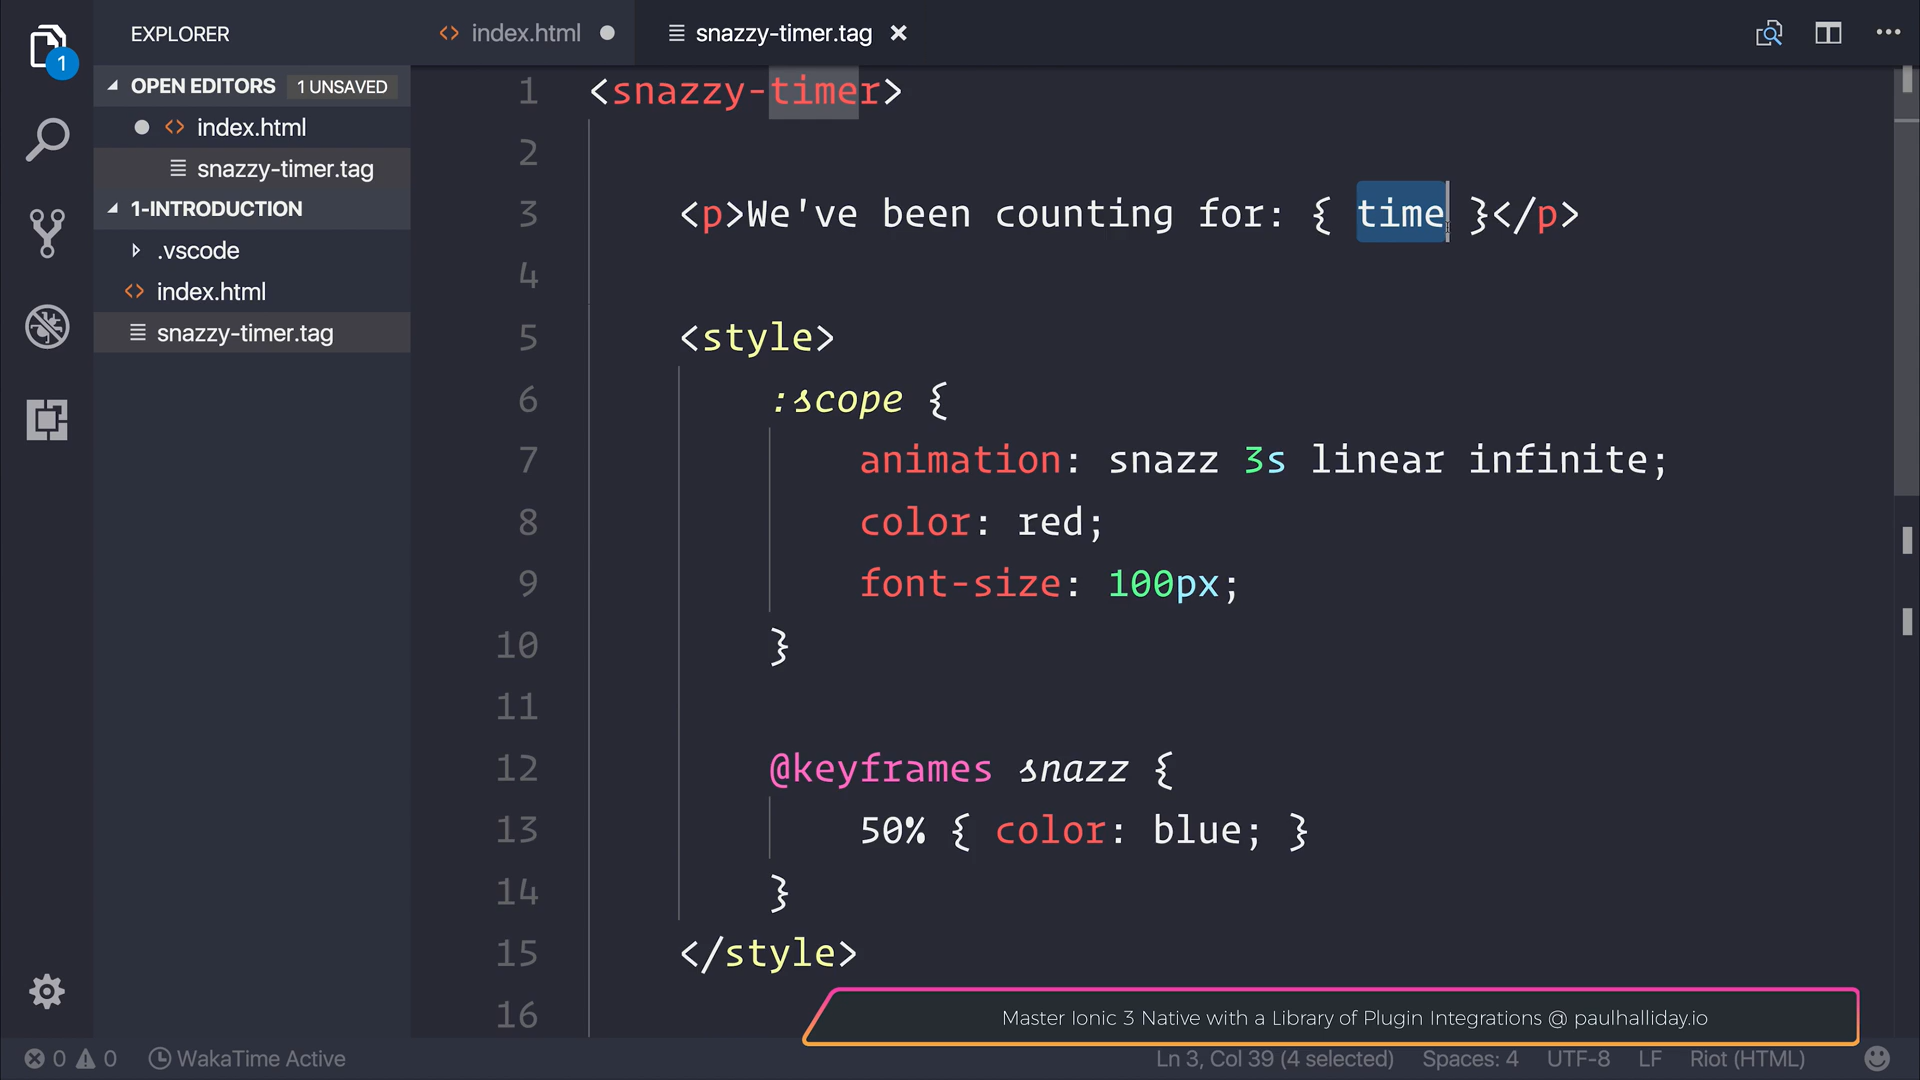 EXPLORER
index.html
snazzy-timer.tag
1
OPEN EDITORS 1 UNSAVED
index.html
snazzy-timer.tag
1-INTRODUCTION
.vscode
index.html
snazzy-timer.tag
1 <snazzy-timer>
2
3 <p>We've been counting for: { time }</p>
4
5 <style>
6 :scope {
7 animation: snazz 3s linear infinite;
8 color: red;
9 font-size: 100px;
10 }
11
12 @keyframes snazz {
13 50% { color: blue; }
14 }
15 </style>
16
Master Ionic 3 Native with a Library of Plugin Integrations @ paulhalliday.io
0 0 WakaTime Active Ln 3, Col 39 (4 selected) Spaces: 4 UTF-8 LF Riot (HTML)